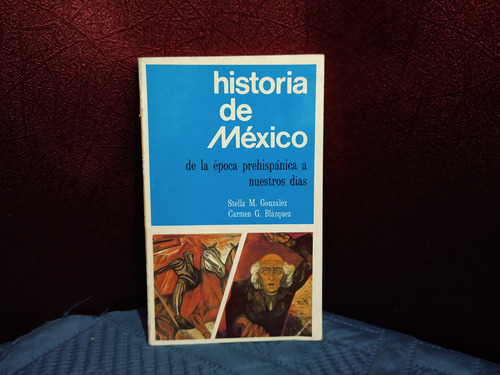 historia
de
México
de la época prehispánica a
nuestros días
Stella M. González
Carmen G. Blázquez